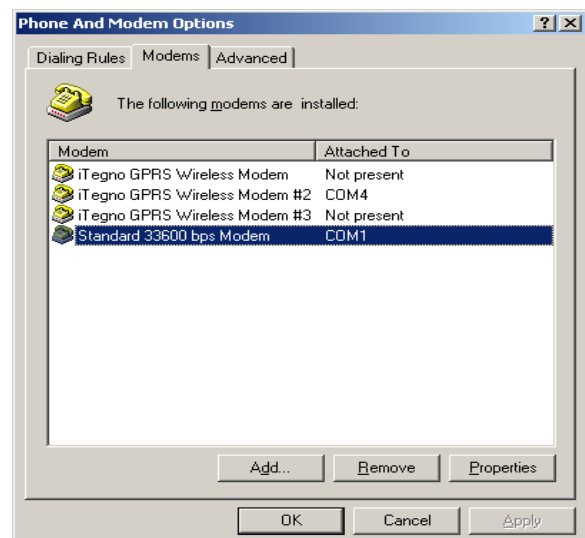 Phone And Modem Options ? ×
Dialing Rules Modems Advanced
The following modems are installed:
Modem Attached To
iTegno GPRS Wireless Modem Not present
iTegno GPRS Wireless Modem #2 COM4
iTegno GPRS Wireless Modem #3 Not present
Standard 33600 bps Modem COM1
Add... Remove Properties
OK Cancel Apply